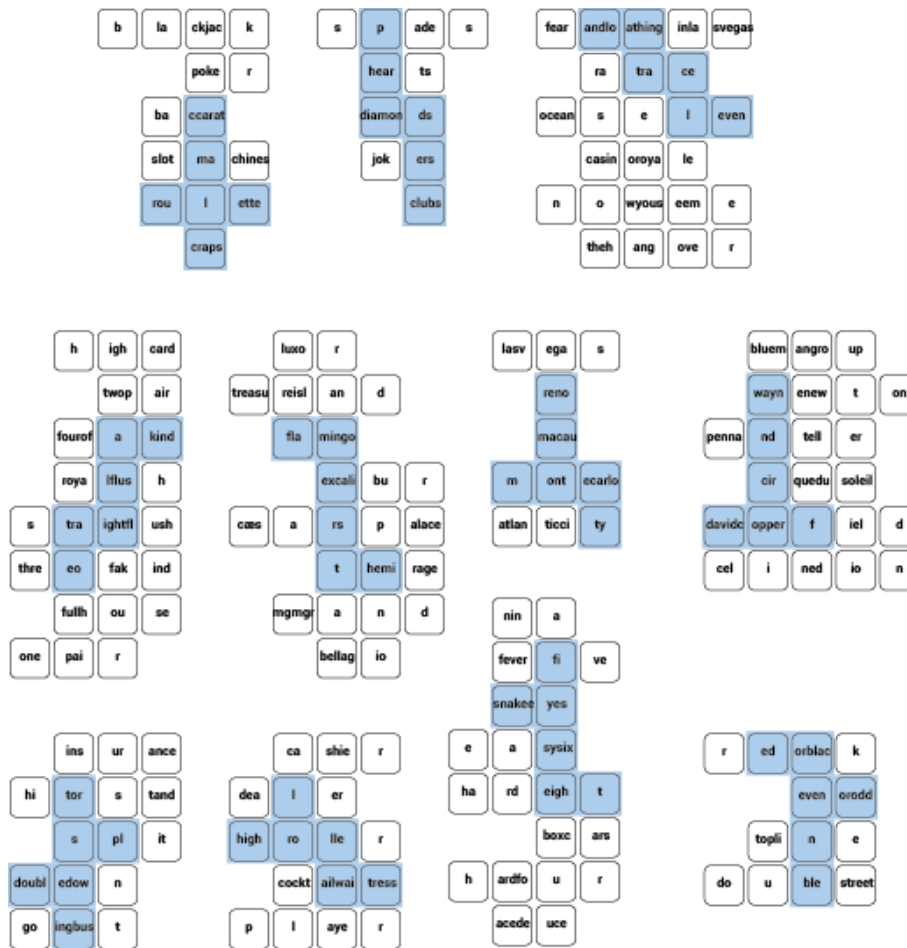 b la ckjac k
poke r
ba ccarat
slot ma chines
rou l ette
craps
s p ade s
hear ts
diamon ds
jok ers
clubs
fear andlo athing inla svegas
ra tra ce
ocean s e l even
casin oroya le
n o wyous eem e
theh ang ove r
h igh card
twop air
fourof a kind
roya lflus h
s tra ightfl ush
thre eo fak ind
fullh ou se
one pai r
luxo r
treasu reisl an d
fla mingo
excali bu r
cæs a rs p alace
t hemi rage
mgmgr a n d
bellag io
lasv ega s
reno
macau
m ont ecarlo
atlan ticci ty
bluem angro up
wayn enew t on
penna nd tell er
cir quedu soleil
davidc opper f iel d
cel i ned io n
ins ur ance
hi tor s tand
s pl it
doubl edow n
go ingbus t
ca shie r
dea l er
high ro lle r
cockt ailwai tress
p l aye r
nin a
fever fi ve
snakee yes
e a sysix
ha rd eigh t
boxc ars
h ardfo u r
acede uce
r ed orblac k
even orodd
topli n e
do u ble street